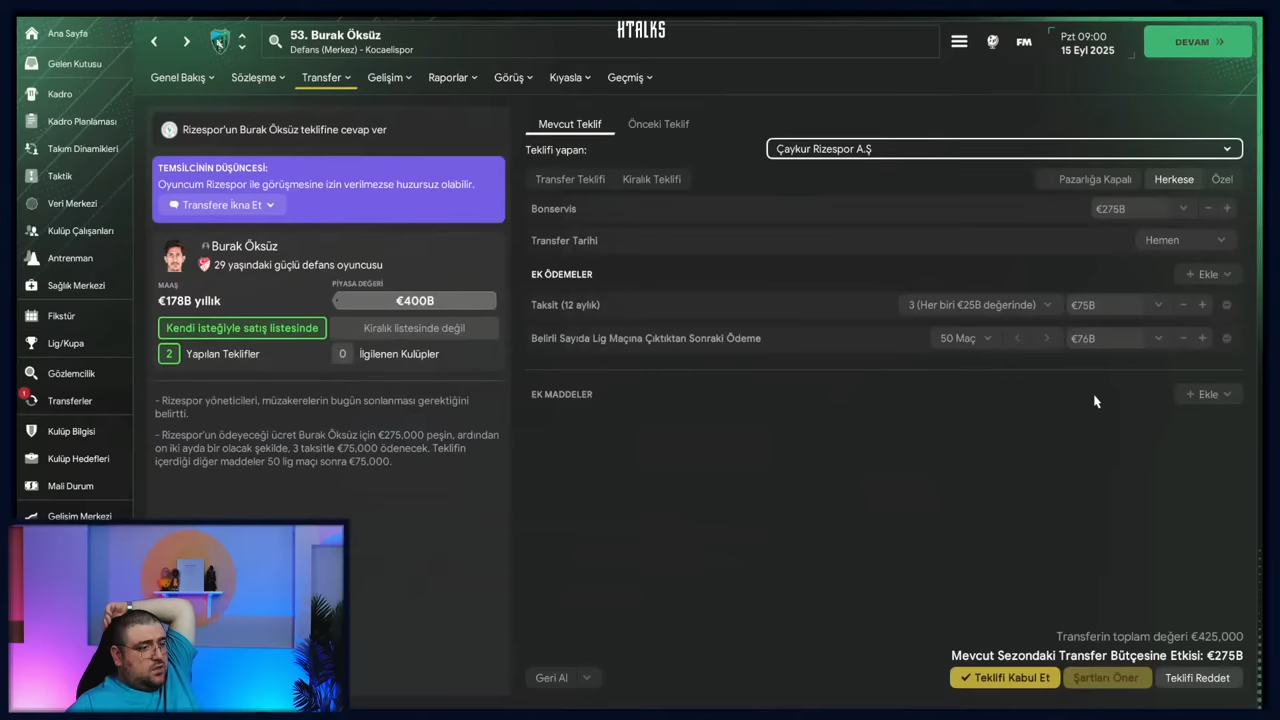 HTALKS
Ana Sayfa
Gelen Kutusu
Kadro
Kadro Planlaması
Takım Dinamikleri
Taktik
Veri Merkezi
Kulüp Çalışanları
Antrenman
Sağlık Merkezi
Fikstür
Lig/Kupa
Gözlemcilik
1
Transferler
Kulüp Bilgisi
Kulüp Hedefleri
Mali Durum
Gelişim Merkezi
53. Burak Öksüz
Defans (Merkez) - Kocaelispor
FM
Pzt 09:00
15 Eyl 2025
DEVAM
Genel Bakış
Sözleşme
Transfer
Gelişim
Raporlar
Görüş
Kıyasla
Geçmiş
Rizespor'un Burak Öksüz teklifine cevap ver
TEMSİLCİNİN DÜŞÜNCESİ:
Oyuncum Rizespor ile görüşmesine izin verilmezse huzursuz olabilir.
Transfere İkna Et
Burak Öksüz
29 yaşındaki güçlü defans oyuncusu
MAAŞ
€178B yıllık
PİYASA DEĞERİ
€400B
Kendi isteğiyle satış listesinde
Kiralık listesinde değil
2 Yapılan Teklifler
0 İlgilenen Kulüpler
- Rizespor yöneticileri, müzakerelerin bugün sonlanması gerektiğini
belirtti.
- Rizespor'un ödeyeceği ücret Burak Öksüz için €275,000 peşin, ardından
on iki ayda bir olacak şekilde, 3 taksitle €75,000 ödenecek. Teklifin
içerdiği diğer maddeler 50 lig maçı sonra €75,000.
Mevcut Teklif
Önceki Teklif
Teklifi yapan:
Çaykur Rizespor A.Ş
Transfer Teklifi
Kiralık Teklifi
Pazarlığa Kapalı
Herkese
Özel
Bonservis
€275B
Transfer Tarihi
Hemen
EK ÖDEMELER
+ Ekle
Taksit (12 aylık)
3 (Her biri €25B değerinde)
€75B
Belirli Sayıda Lig Maçına Çıktıktan Sonraki Ödeme
50 Maç
€76B
EK MADDELER
+ Ekle
Transferin toplam değeri €425,000
Mevcut Sezondaki Transfer Bütçesine Etkisi: €275B
Geri Al
Teklifi Kabul Et
Şartları Öner
Teklifi Reddet